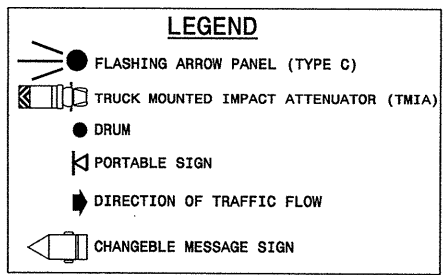 LEGEND
FLASHING ARROW PANEL (TYPE C)
TRUCK MOUNTED IMPACT ATTENUATOR (TMIA)
DRUM
PORTABLE SIGN
DIRECTION OF TRAFFIC FLOW
CHANGEBLE MESSAGE SIGN